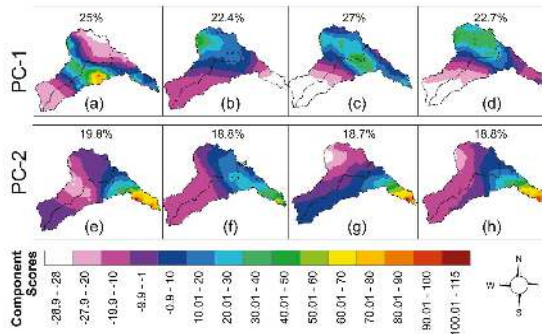 25% 22.4% 27% 22.7%
PC-1
(a) (b) (c) (d)
19.8% 18.8% 18.7% 18.8%
PC-2
(e) (f) (g) (h)
Component Scores
-28.9 - -28
-27.9 - -20
-19.9 - -10
-9.9 - -1
-0.9 - 10
10.01 - 20
20.01 - 30
30.01 - 40
40.01 - 50
50.01 - 60
60.01 - 70
70.01 - 80
80.01 - 90
90.01 - 100
100.01 - 115
N
W E
S